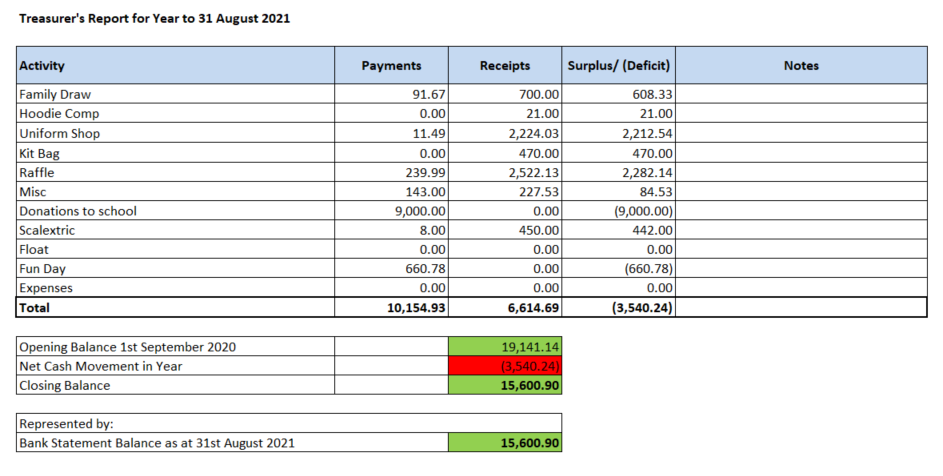 Treasurer's Report for Year to 31 August 2021
Activity Payments Receipts Surplus/ (Deficit) Notes
Family Draw 91.67 700.00 608.33
Hoodie Comp 0.00 21.00 21.00
Uniform Shop 11.49 2,224.03 2,212.54
Kit Bag 0.00 470.00 470.00
Raffle 239.99 2,522.13 2,282.14
Misc 143.00 227.53 84.53
Donations to school 9,000.00 0.00 (9,000.00)
Scalextric 8.00 450.00 442.00
Float 0.00 0.00 0.00
Fun Day 660.78 0.00 (660.78)
Expenses 0.00 0.00 0.00
Total 10,154.93 6,614.69 (3,540.24)
Opening Balance 1st September 2020 19,141.14
Net Cash Movement in Year (3,540.24)
Closing Balance 15,600.90
Represented by:
Bank Statement Balance as at 31st August 2021 15,600.90